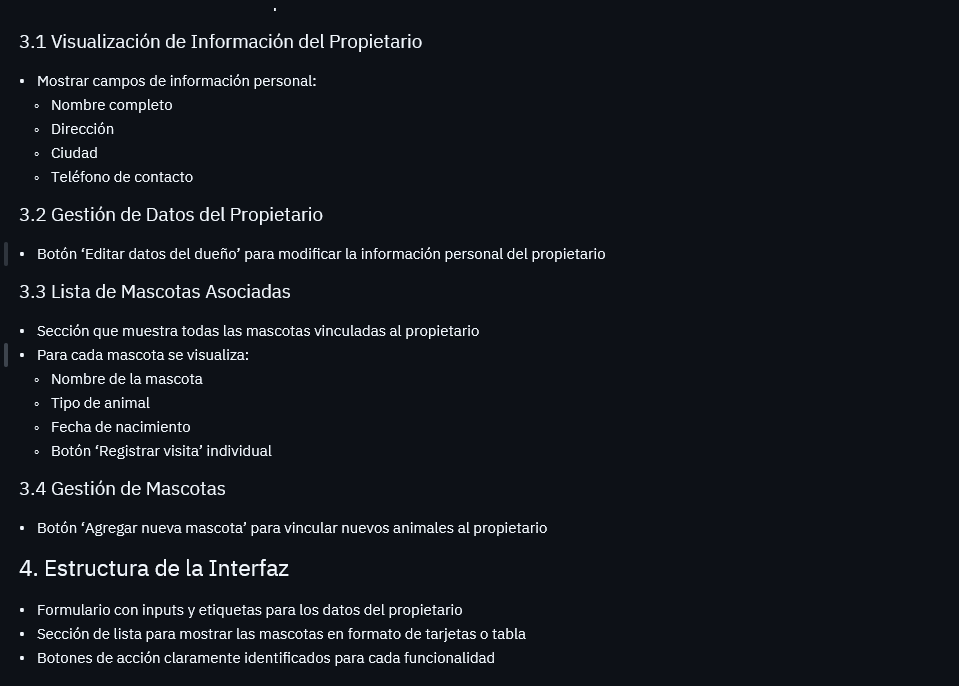 3.1 Visualización de Información del Propietario
• Mostrar campos de información personal:
◦ Nombre completo
◦ Dirección
◦ Ciudad
◦ Teléfono de contacto
3.2 Gestión de Datos del Propietario
• Botón ‘Editar datos del dueño’ para modificar la información personal del propietario
3.3 Lista de Mascotas Asociadas
• Sección que muestra todas las mascotas vinculadas al propietario
• Para cada mascota se visualiza:
◦ Nombre de la mascota
◦ Tipo de animal
◦ Fecha de nacimiento
◦ Botón ‘Registrar visita’ individual
3.4 Gestión de Mascotas
• Botón ‘Agregar nueva mascota’ para vincular nuevos animales al propietario
4. Estructura de la Interfaz
• Formulario con inputs y etiquetas para los datos del propietario
• Sección de lista para mostrar las mascotas en formato de tarjetas o tabla
• Botones de acción claramente identificados para cada funcionalidad